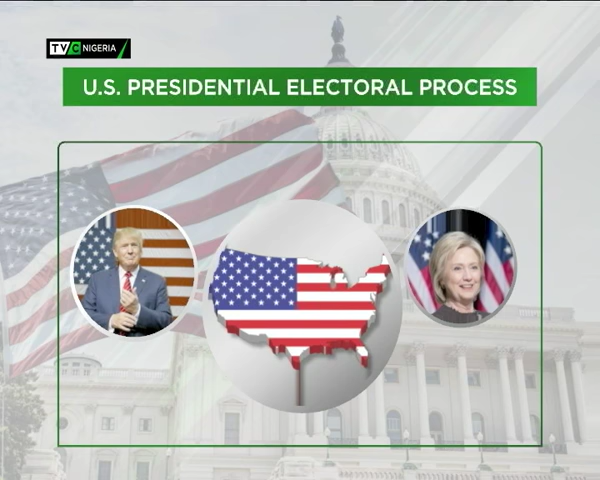 TVC NIGERIA
U.S. PRESIDENTIAL ELECTORAL PROCESS